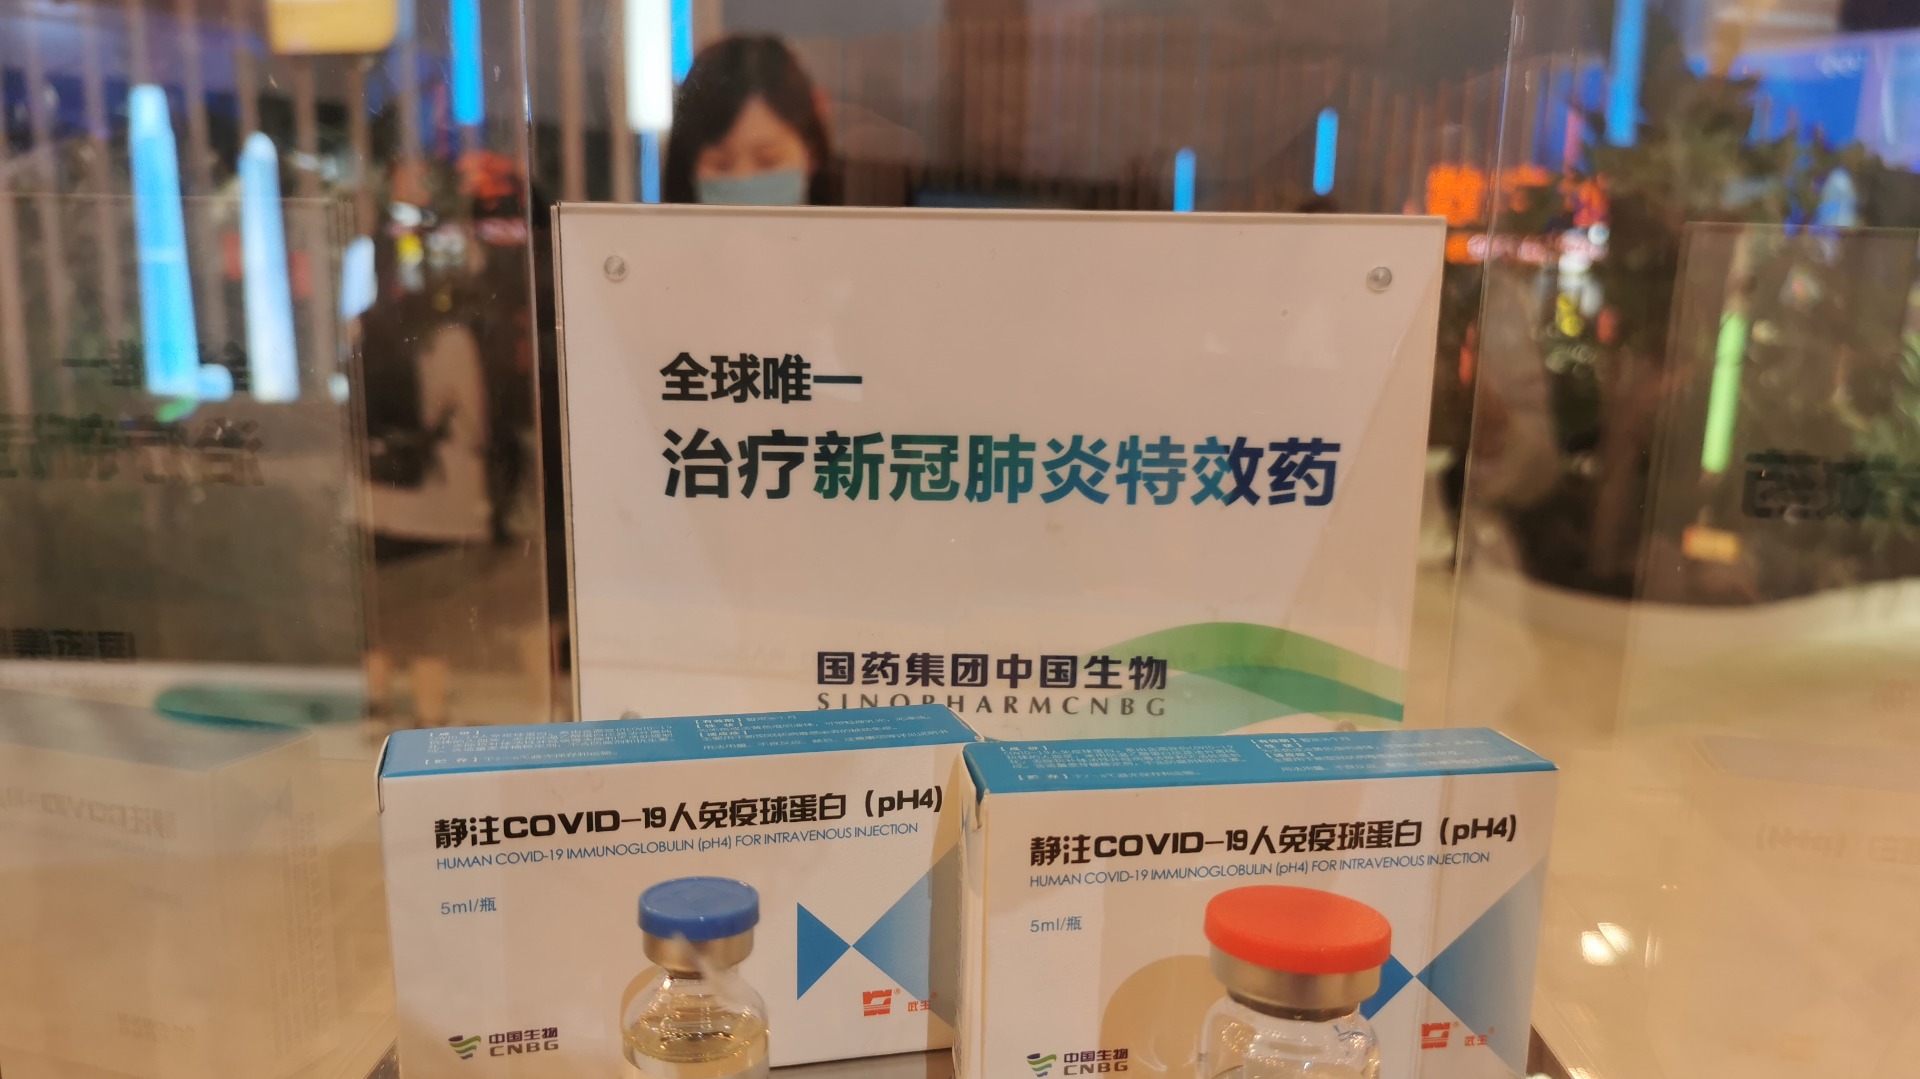 全球唯一
治疗新冠肺炎特效药
国药集团中国生物
SINOPHARMCNBG
静注COVID-19人免疫球蛋白（pH4)
HUMAN COVID-19 IMMUNOGLOBULIN (pH4) FOR INTRAVENOUS INJECTION
5ml/瓶
中国生物
CNBG
武生
静注COVID-19人免疫球蛋白（pH4)
HUMAN COVID-19 IMMUNOGLOBULIN (pH4) FOR INTRAVENOUS INJECTION
5ml/瓶
中国生物
CNBG
武生